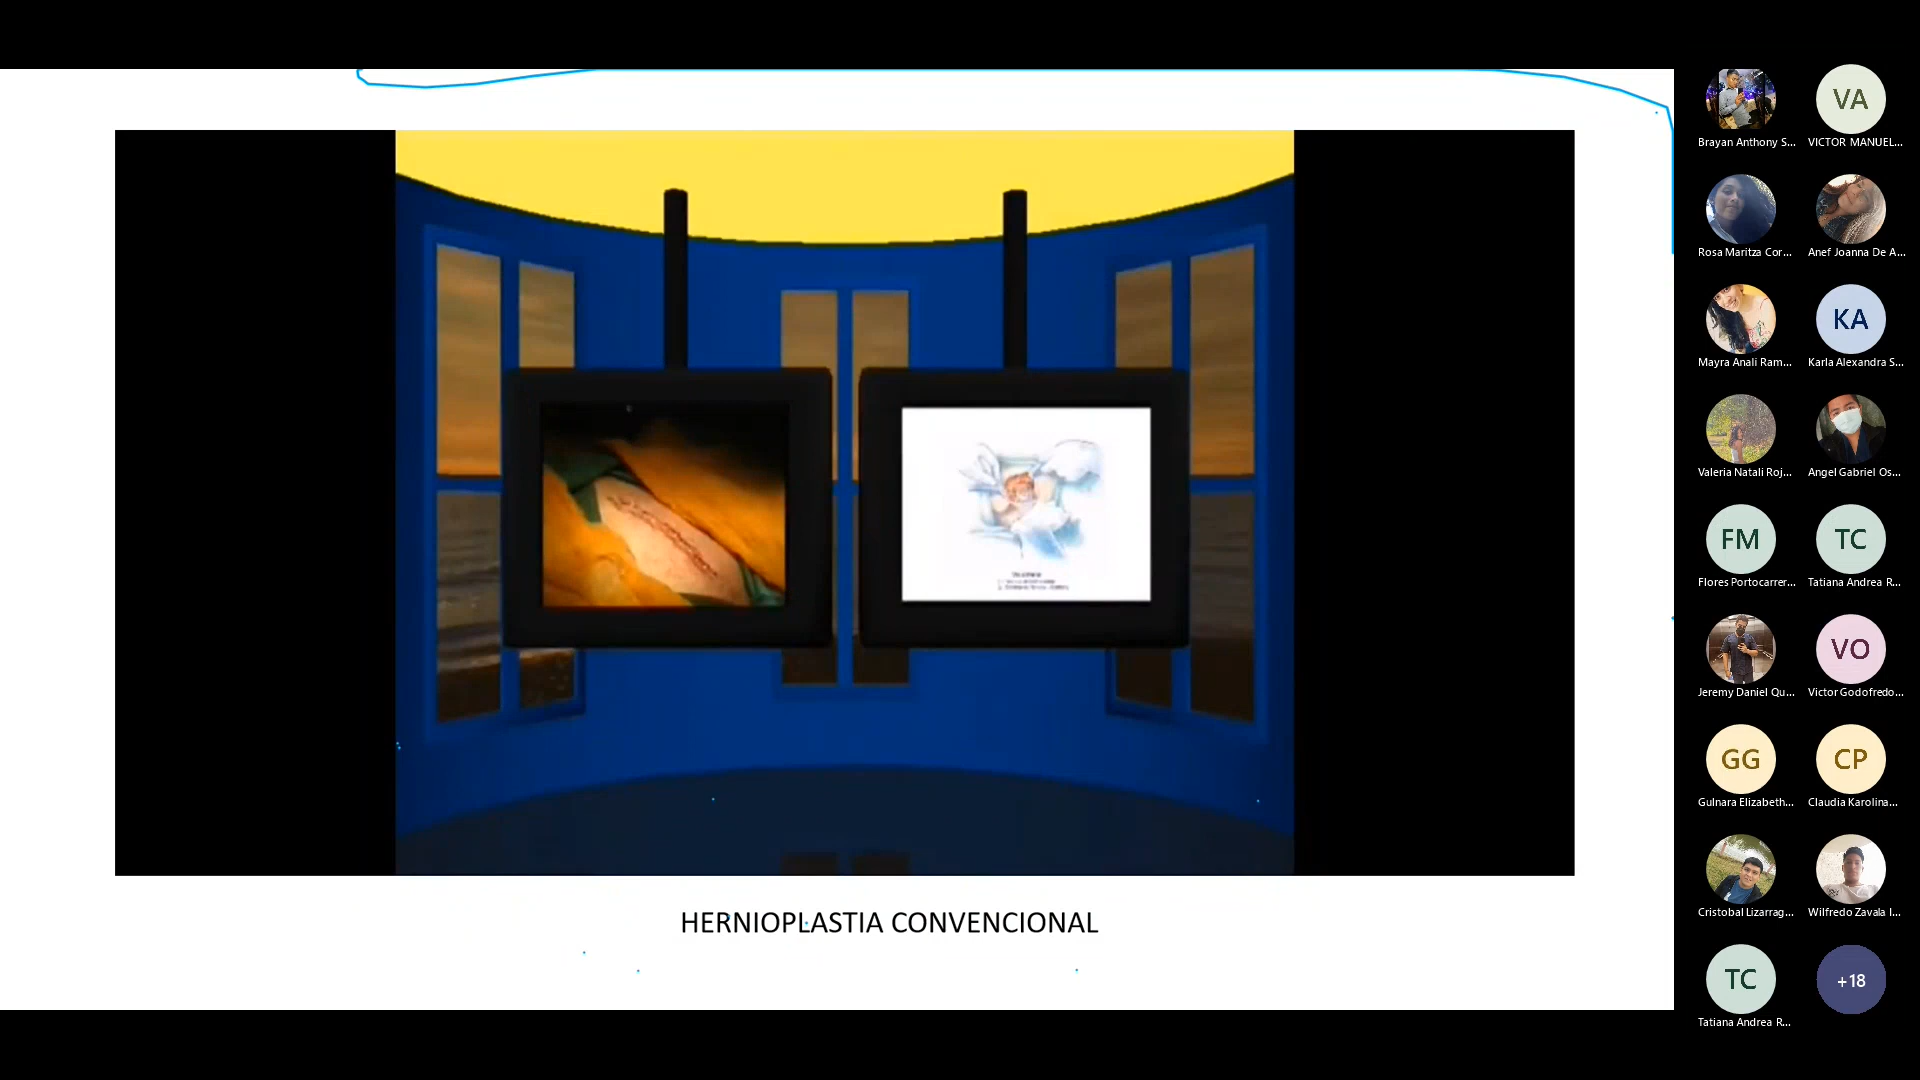 Brayan Anthony S...
VA
VICTOR MANUEL...
Rosa Maritza Cor...
Anef Joanna De A...
Mayra Anali Ram...
KA
Karla Alexandra S...
Valeria Natali Roj...
Angel Gabriel Os...
FM
Flores Portocarrer...
TC
Tatiana Andrea R...
Jeremy Daniel Qu...
VO
Victor Godofredo...
GG
Gulnara Elizabeth...
CP
Claudia Karolina...
Cristobal Lizarrag...
Wilfredo Zavala I...
TC
Tatiana Andrea R...
+18
HERNIOPLASTIA CONVENCIONAL